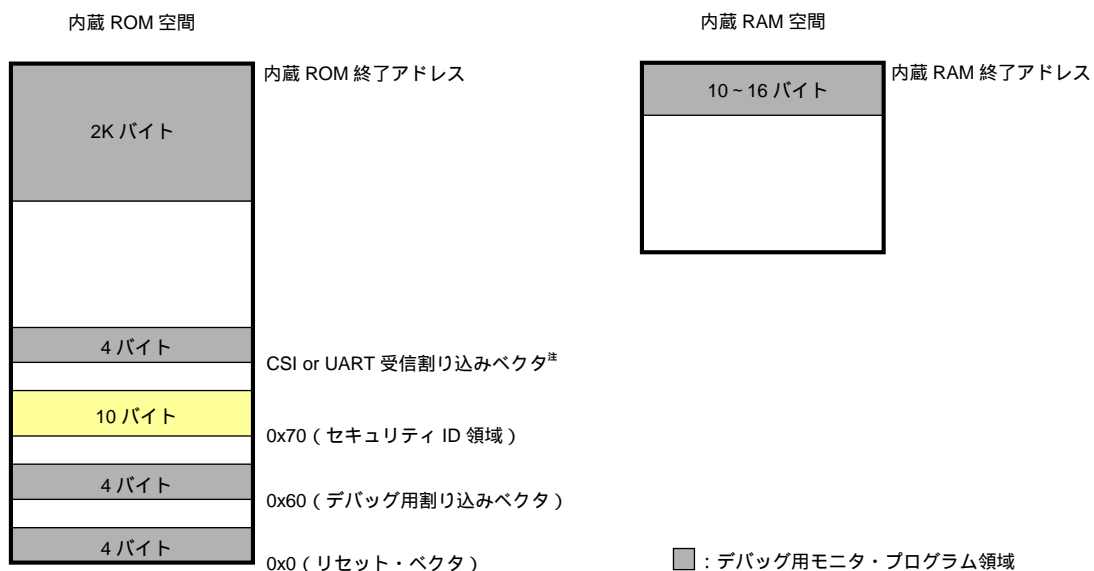 内蔵 ROM 空間
内蔵 ROM 終了アドレス
2K バイト
4 バイト
CSI or UART 受信割り込みベクタ注
10 バイト
0x70 ( セキュリティ ID 領域 )
4 バイト
0x60 ( デバッグ用割り込みベクタ )
4 バイト
0x0 ( リセット・ベクタ )
内蔵 RAM 空間
内蔵 RAM 終了アドレス
10 ~ 16 バイト
: デバッグ用モニタ・プログラム領域